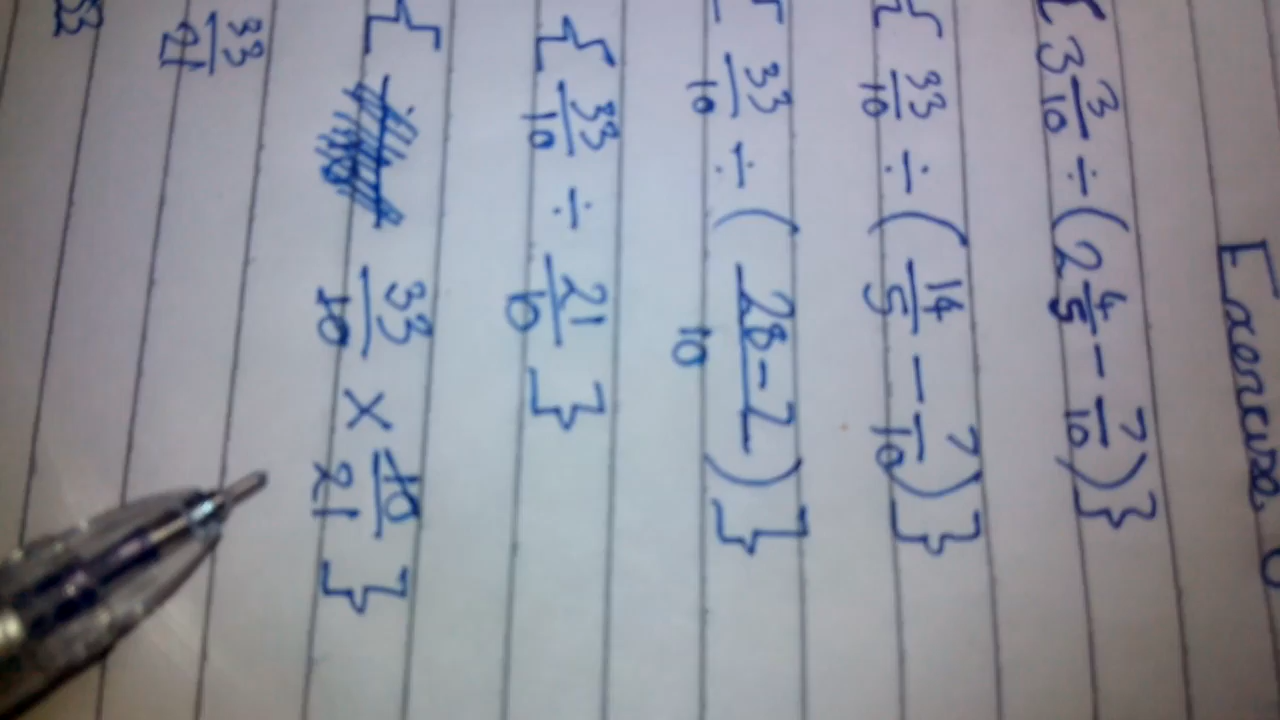 Exercise
{3 3/10 ÷ (2 4/5 - 7/10)}
{33/10 ÷ (14/5 - 7/10)}
{33/10 ÷ (28-7/10)}
{33/10 ÷ 21/10}
{33/10 × 10/21}
33/21
33